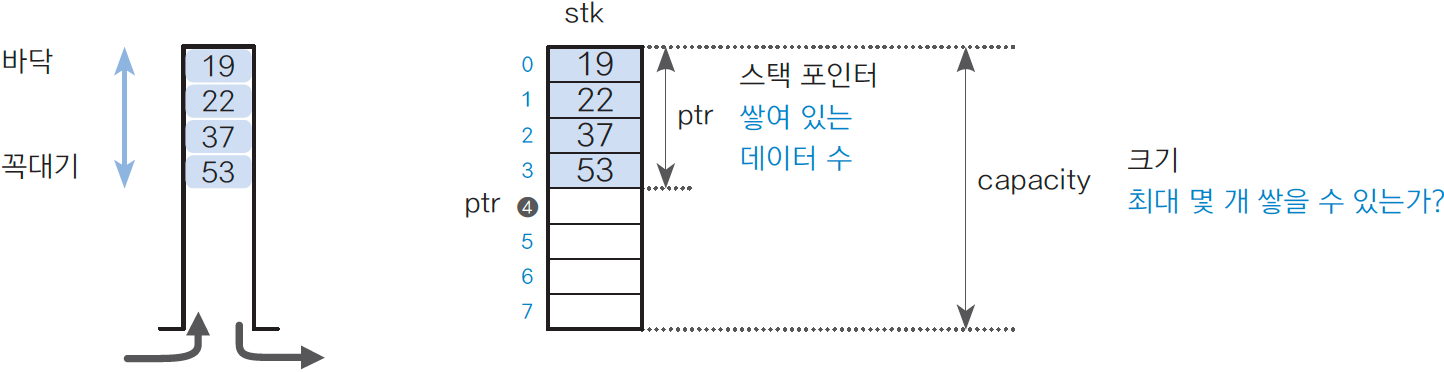 바닥
꼭대기
19
22
37
53
stk
0 19
1 22
2 37
3 53
ptr 4
5
6
7
ptr
스택 포인터
쌓여 있는
데이터 수
capacity
크기
최대 몇 개 쌓을 수 있는가?